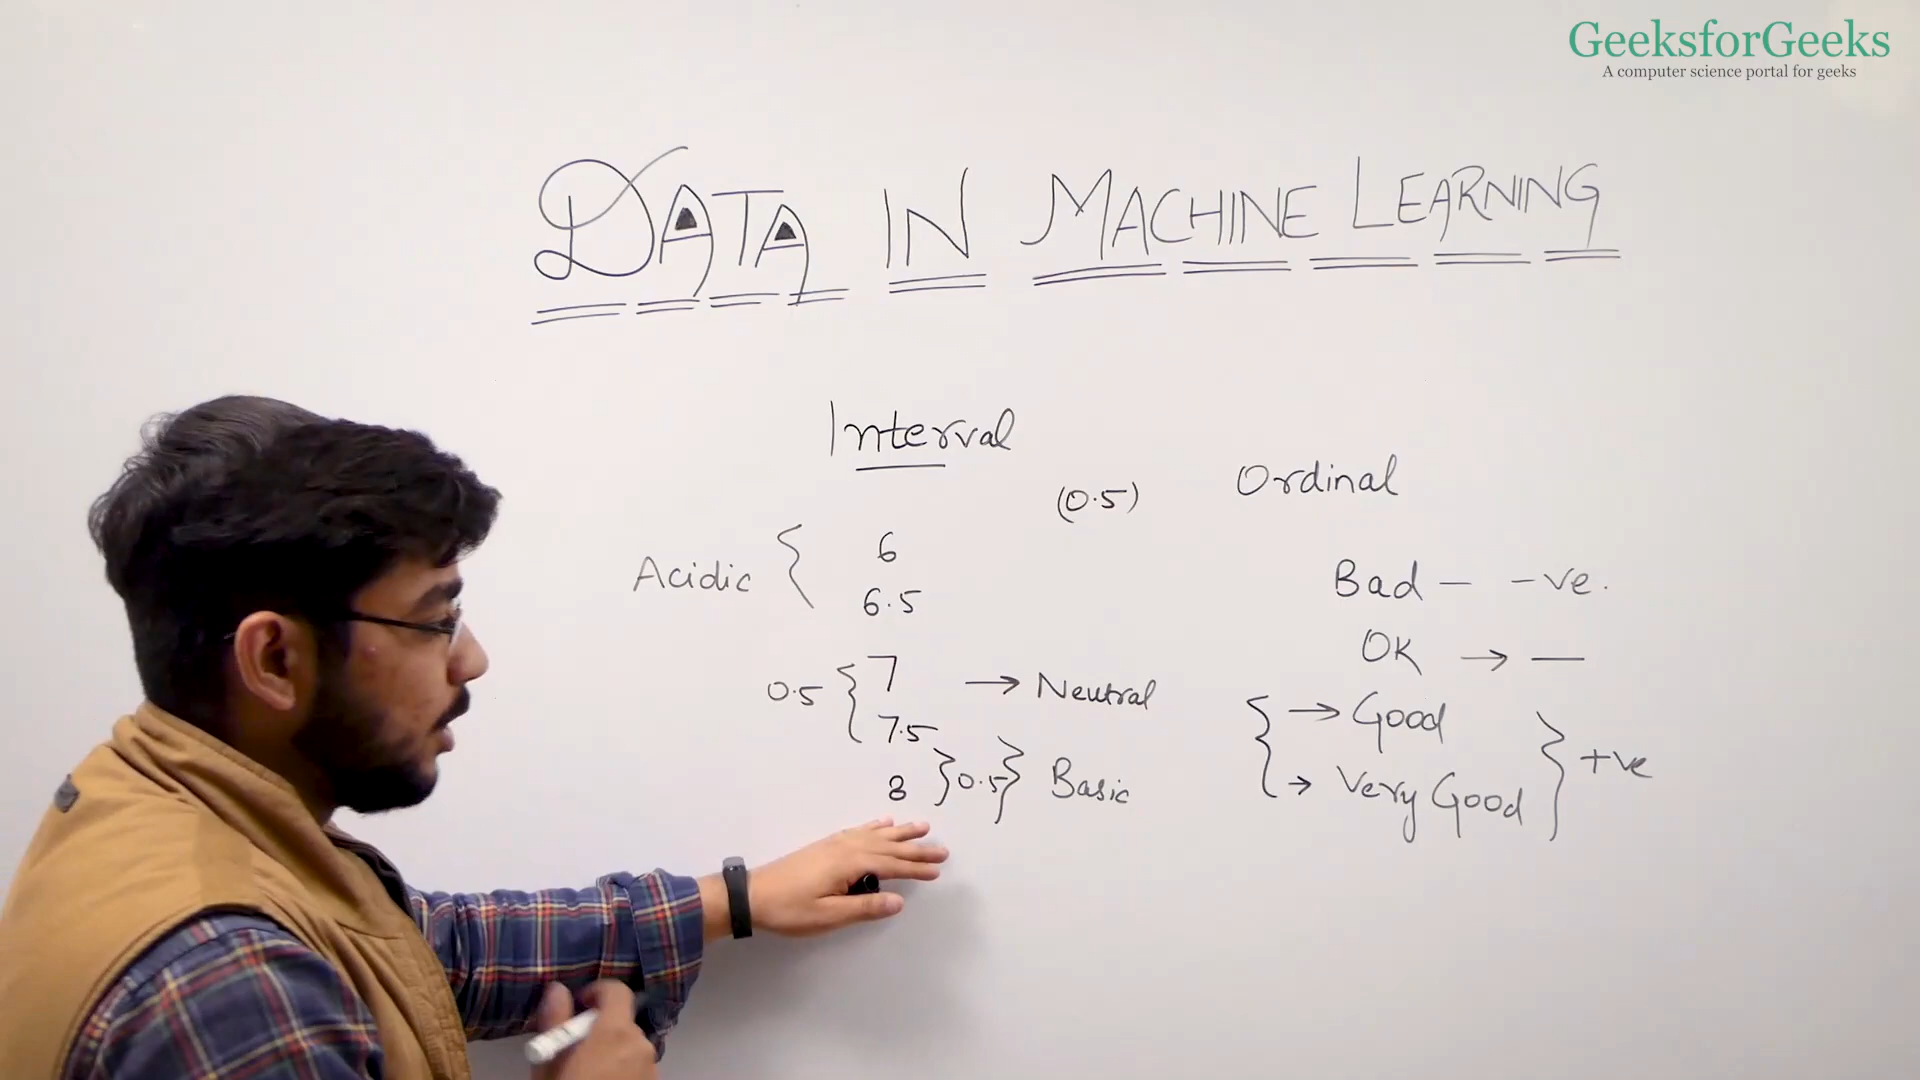 GeeksforGeeks
A computer science portal for geeks
DATA IN MACHINE LEARNING
Interval
(0.5)
Acidic { 6
6.5
0.5 { 7 → Neutral
7.5
8 } 0.5 } Basic
Ordinal
Bad — -ve.
OK → —
{ → Good
→ Very Good } +ve